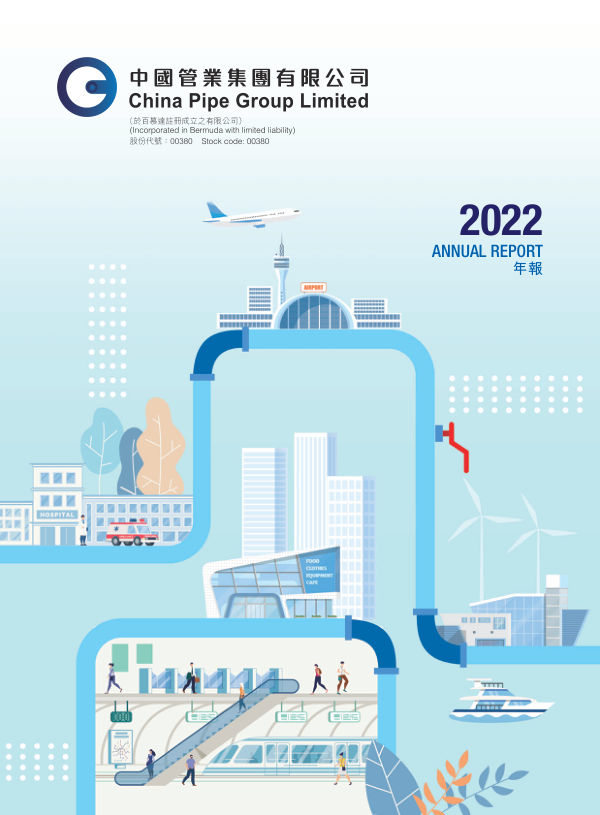 中國管業集團有限公司
China Pipe Group Limited
（於百慕達註冊成立之有限公司）
(Incorporated in Bermuda with limited liability)
股份代號：00380 Stock code: 00380
2022
ANNUAL REPORT
年報
AIRPORT
HOSPITAL
FOOD
CLOTHES
EQUIPMENT
CAFE